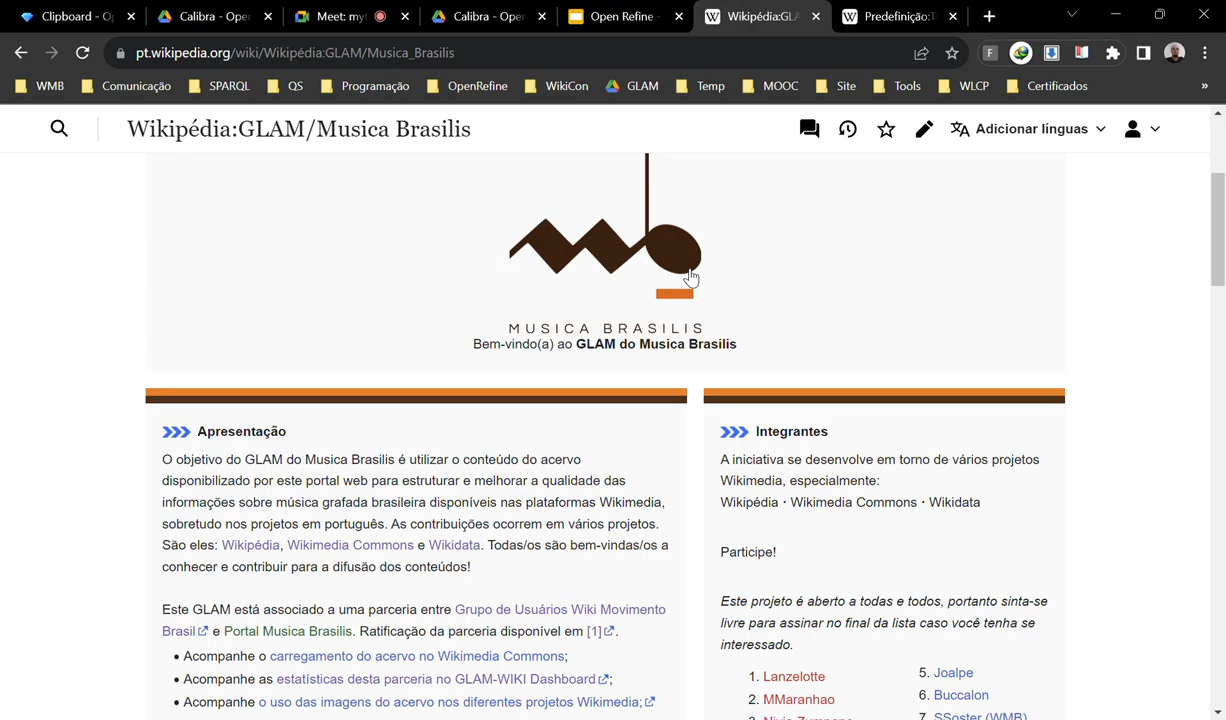 Clipboard - Op
Calibra - Oper
Meet: my
Calibra - Oper
Open Refine -
Wikipédia:GLA
Predefinição:T
pt.wikipedia.org/wiki/Wikipédia:GLAM/Musica_Brasilis
WMB Comunicação SPARQL QS Programação OpenRefine WikiCon GLAM Temp MOOC Site Tools WLCP Certificados »
Wikipédia:GLAM/Musica Brasilis
Adicionar línguas
MUSICA BRASILIS
Bem-vindo(a) ao GLAM do Musica Brasilis
Apresentação
O objetivo do GLAM do Musica Brasilis é utilizar o conteúdo do acervo
disponibilizado por este portal web para estruturar e melhorar a qualidade das
informações sobre música grafada brasileira disponíveis nas plataformas Wikimedia,
sobretudo nos projetos em português. As contribuições ocorrem em vários projetos.
São eles: Wikipédia, Wikimedia Commons e Wikidata. Todas/os são bem-vindas/os a
conhecer e contribuir para a difusão dos conteúdos!
Este GLAM está associado a uma parceria entre Grupo de Usuários Wiki Movimento
Brasil e Portal Musica Brasilis. Ratificação da parceria disponível em [1].
• Acompanhe o carregamento do acervo no Wikimedia Commons;
• Acompanhe as estatísticas desta parceria no GLAM-WIKI Dashboard;
• Acompanhe o uso das imagens do acervo nos diferentes projetos Wikimedia;
Integrantes
A iniciativa se desenvolve em torno de vários projetos
Wikimedia, especialmente:
Wikipédia · Wikimedia Commons · Wikidata
Participe!
Este projeto é aberto a todas e todos, portanto sinta-se
livre para assinar no final da lista caso você tenha se
interessado.
1. Lanzelotte
2. MMaranhao
5. Joalpe
6. Buccalon
7. SSoster (WMB)